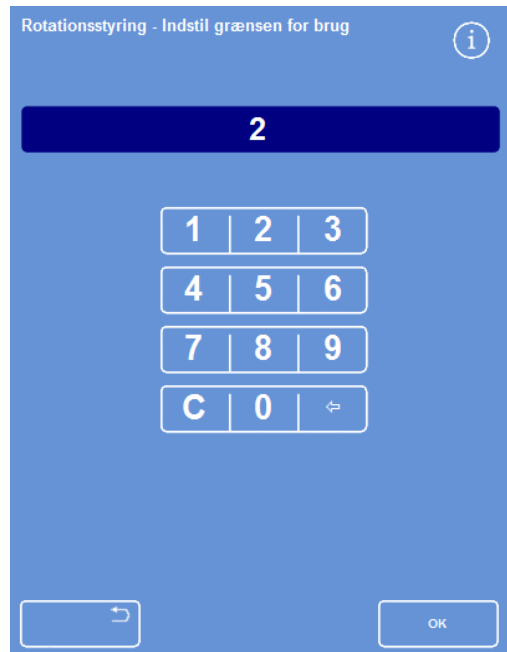 Rotationsstyring - Indstil grænsen for brug
i
2
1 2 3
4 5 6
7 8 9
C 0 ⇦
OK